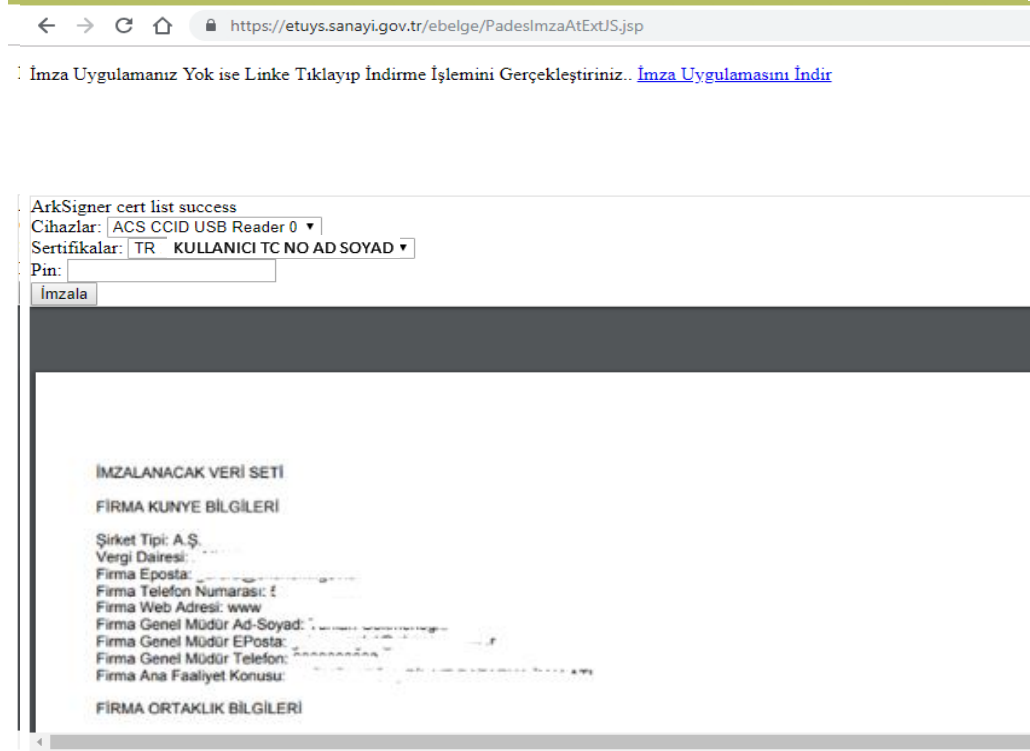 https://etuys.sanayi.gov.tr/ebelge/PadesImzaAtExtJS.jsp
İmza Uygulamanız Yok ise Linke Tıklayıp İndirme İşlemini Gerçekleştiriniz.. İmza Uygulamasını İndir
ArkSigner cert list success
Cihazlar: ACS CCID USB Reader 0
Sertifikalar: TR KULLANICI TC NO AD SOYAD
Pin:
İmzala
İMZALANACAK VERİ SETİ
FİRMA KUNYE BİLGİLERİ
Şirket Tipi: A.Ş.
Vergi Dairesi:
Firma Eposta:
Firma Telefon Numarası:
Firma Web Adresi: www
Firma Genel Müdür Ad-Soyad:
Firma Genel Müdür EPosta:
Firma Genel Müdür Telefon:
Firma Ana Faaliyet Konusu:
FİRMA ORTAKLIK BİLGİLERİ